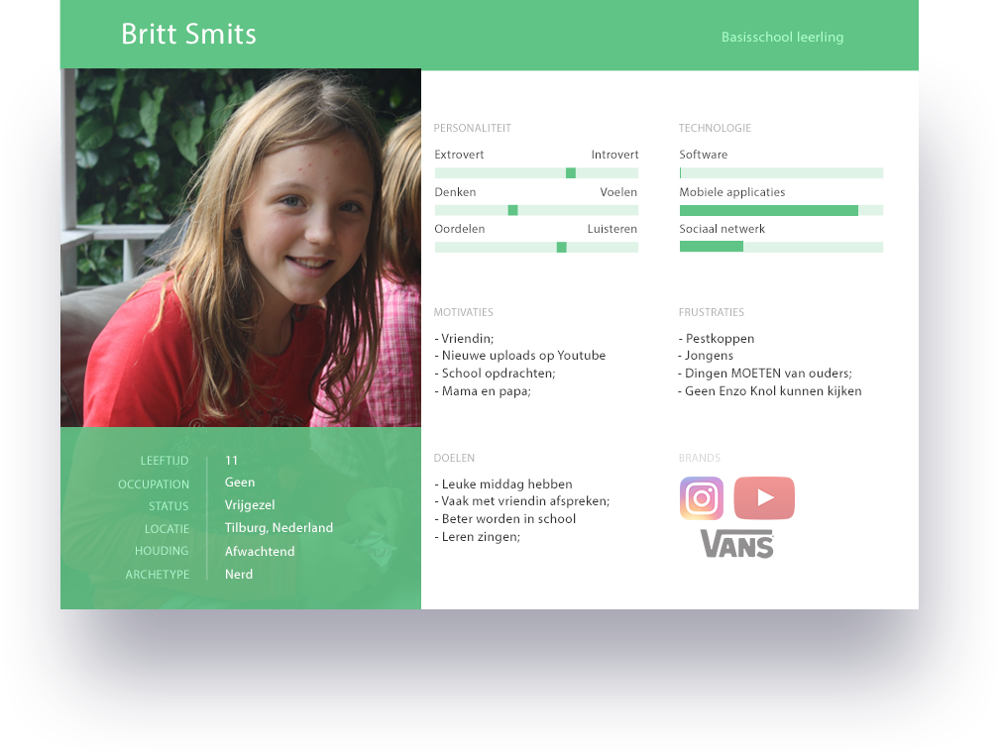 Britt Smits
Basisschool leerling
PERSONALITEIT
Extrovert Introvert
Denken Voelen
Oordelen Luisteren
TECHNOLOGIE
Software
Mobiele applicaties
Sociaal netwerk
MOTIVATIES
- Vriendin;
- Nieuwe uploads op Youtube
- School opdrachten;
- Mama en papa;
FRUSTRATIES
- Pestkoppen
- Jongens
- Dingen MOETEN van ouders;
- Geen Enzo Knol kunnen kijken
LEEFTIJD 11
OCCUPATION Geen
STATUS Vrijgezel
LOCATIE Tilburg, Nederland
HOUDING Afwachtend
ARCHETYPE Nerd
DOELEN
- Leuke middag hebben
- Vaak met vriendin afspreken;
- Beter worden in school
- Leren zingen;
BRANDS
VANS